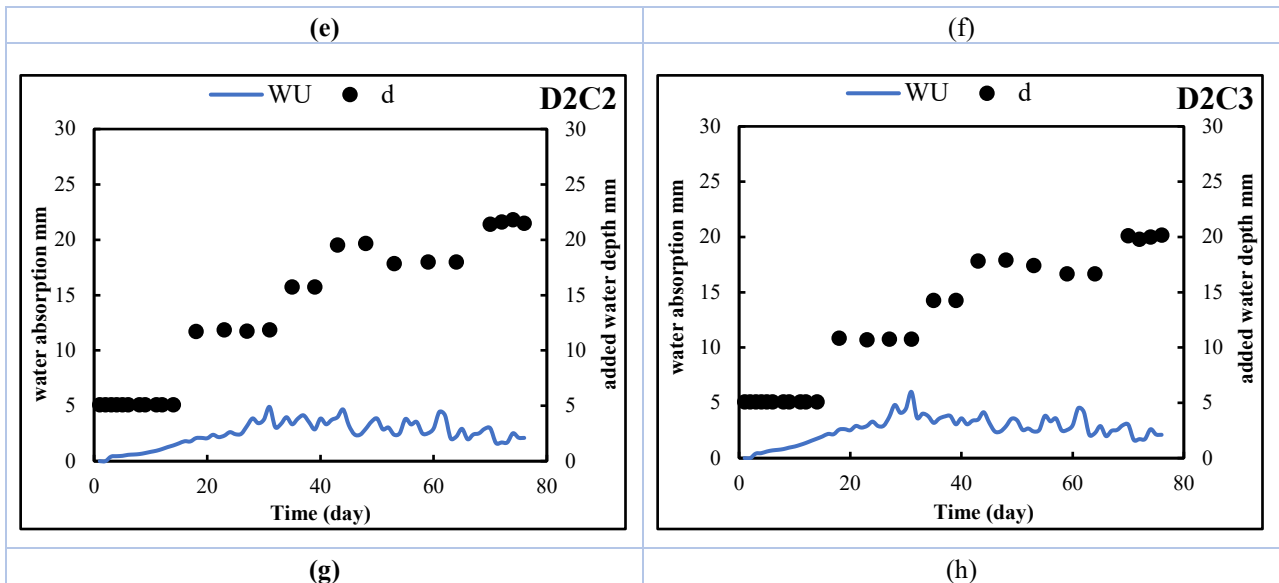 (e) (f)
WU d D2C2
30 30
25 25
20 20
15 15
10 10
5 5
0 0
0 20 40 60 80
water absorption mm
added water depth mm
Time (day)
WU d D2C3
30 30
25 25
20 20
15 15
10 10
5 5
0 0
0 20 40 60 80
water absorption mm
added water depth mm
Time (day)
(g) (h)